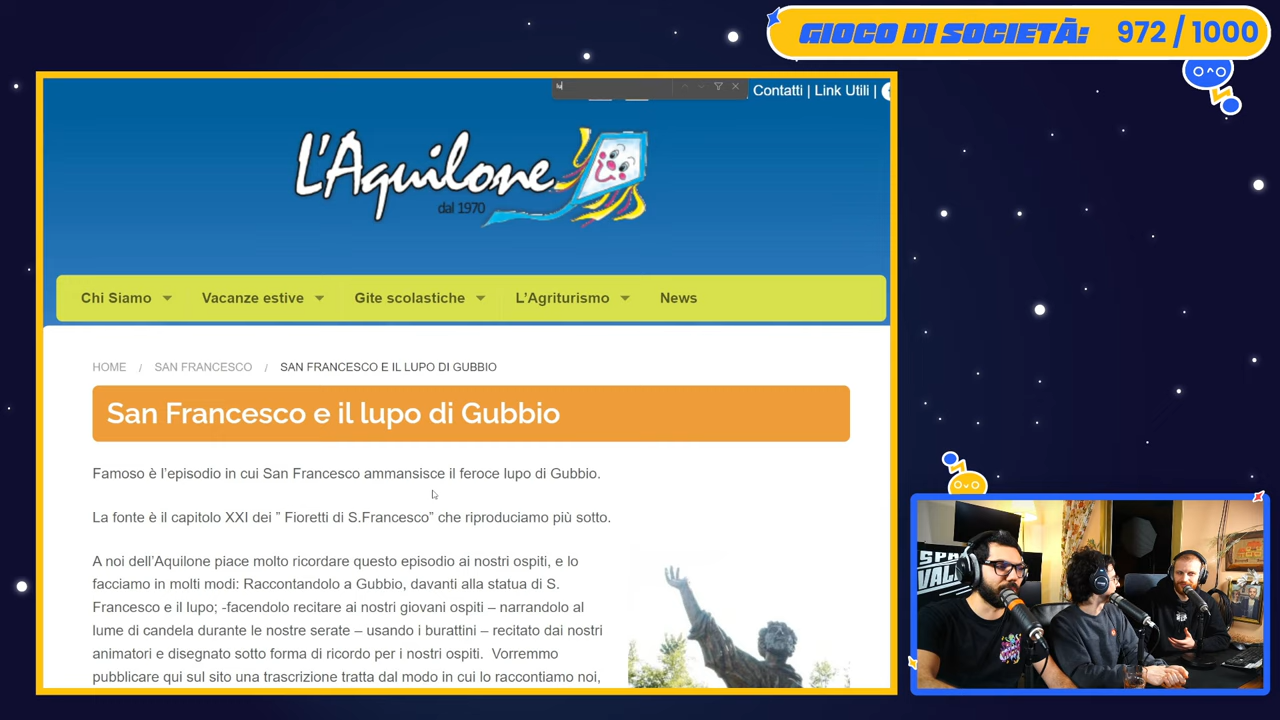 GIOCO DI SOCIETÀ: 972 / 1000
Contatti | Link Utili |
L'Aquilone
dal 1970
Chi Siamo Vacanze estive Gite scolastiche L'Agriturismo News
HOME / SAN FRANCESCO / SAN FRANCESCO E IL LUPO DI GUBBIO
San Francesco e il lupo di Gubbio
Famoso è l'episodio in cui San Francesco ammansisce il feroce lupo di Gubbio.
La fonte è il capitolo XXI dei ” Fioretti di S.Francesco” che riproduciamo più sotto.
A noi dell'Aquilone piace molto ricordare questo episodio ai nostri ospiti, e lo
facciamo in molti modi: Raccontandolo a Gubbio, davanti alla statua di S.
Francesco e il lupo; -facendolo recitare ai nostri giovani ospiti – narrandolo al
lume di candela durante le nostre serate – usando i burattini – recitato dai nostri
animatori e disegnato sotto forma di ricordo per i nostri ospiti.  Vorremmo
pubblicare qui sul sito una trascrizione tratta dal modo in cui lo raccontiamo noi,